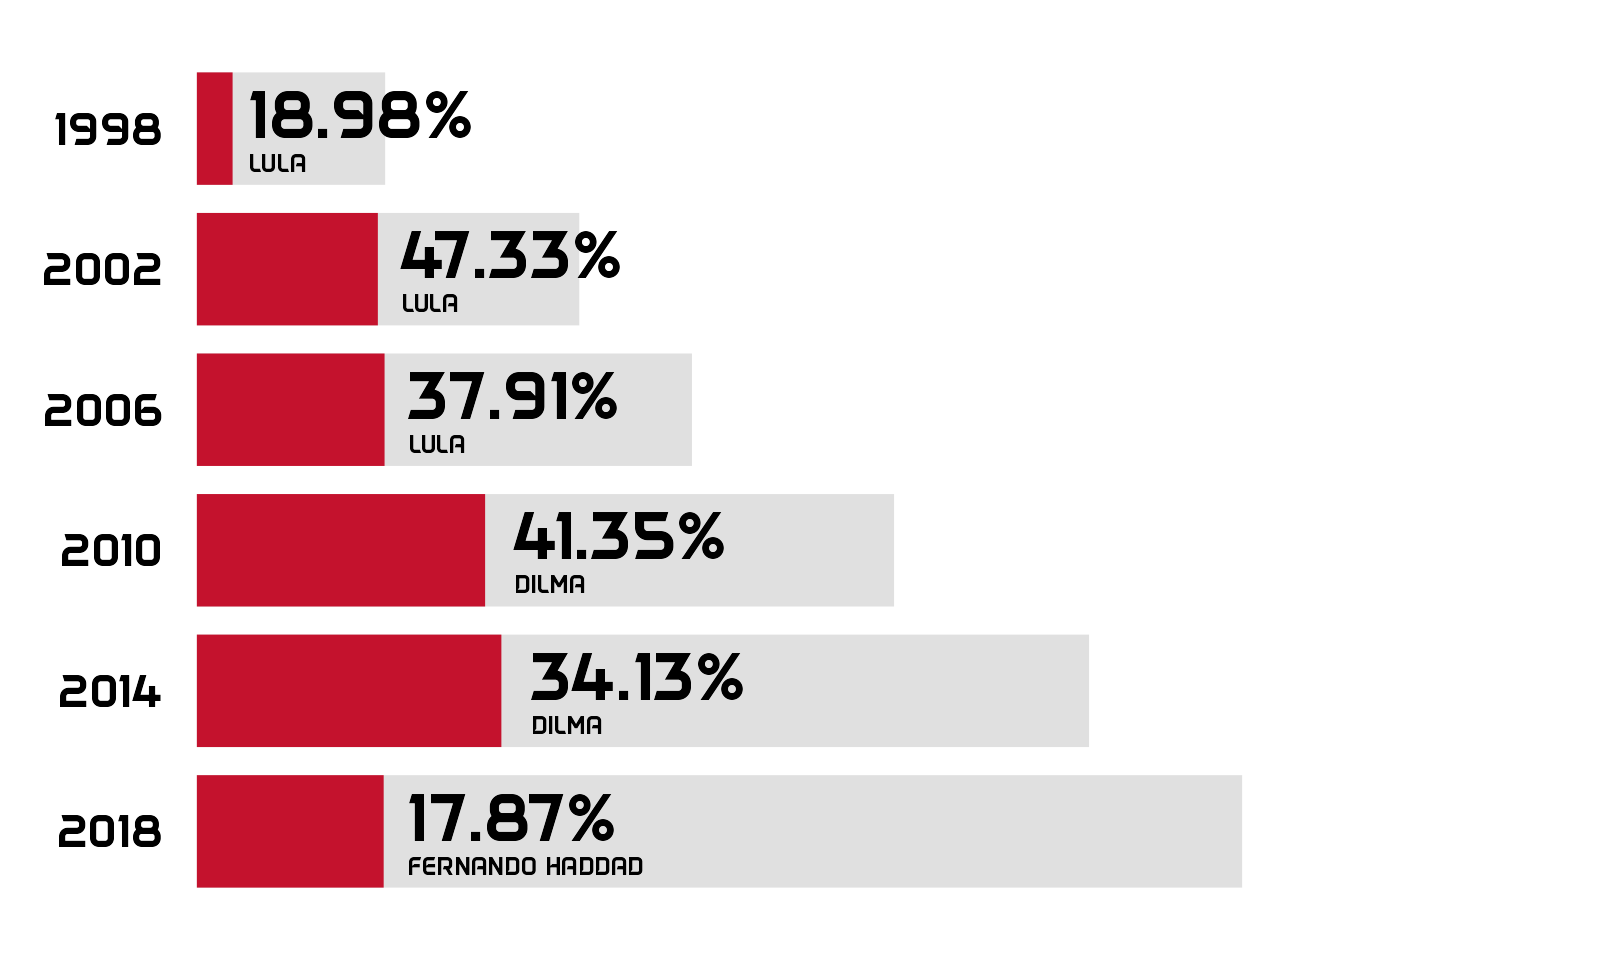 1998
18.98%
LULA
2002
47.33%
LULA
2006
37.91%
LULA
2010
41.35%
DILMA
2014
34.13%
DILMA
2018
17.87%
FERNANDO HADDAD